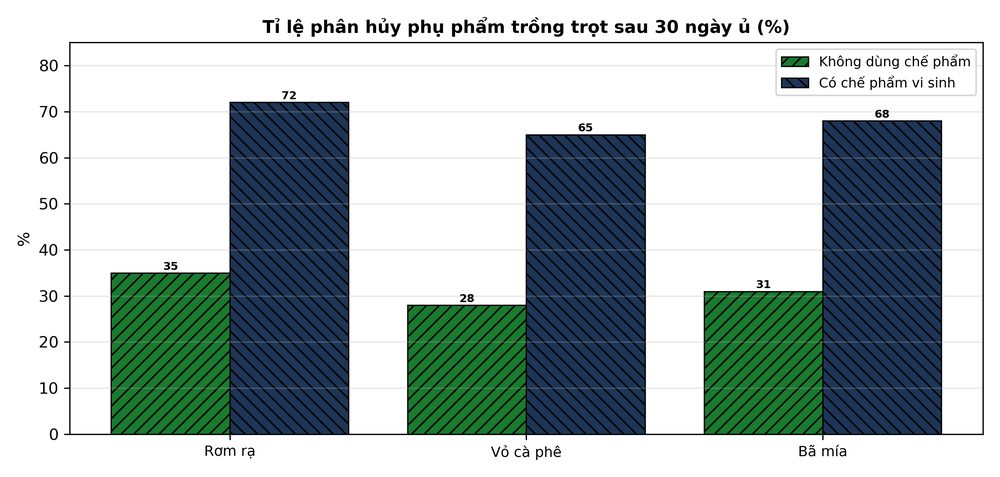 Tỉ lệ phân hủy phụ phẩm trồng trọt sau 30 ngày ủ (%)
Không dùng chế phẩm
Có chế phẩm vi sinh
%
80
70
60
50
40
30
20
10
0
35
72
28
65
31
68
Rơm rạ
Vỏ cà phê
Bã mía